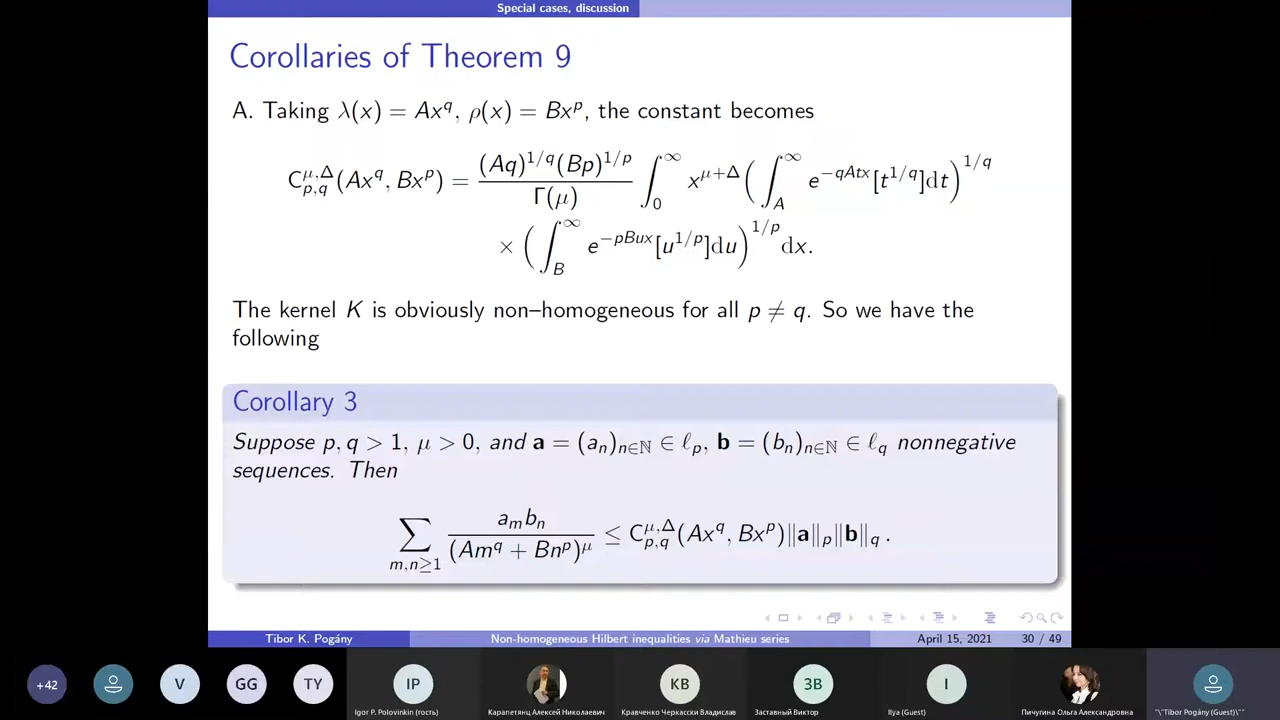 Special cases, discussion
Corollaries of Theorem 9
A. Taking λ(x) = Ax^q, ρ(x) = Bx^p, the constant becomes
C_{p,q}^{μ,Δ}(Ax^q, Bx^p) = \frac{(Aq)^{1/q}(Bp)^{1/p}}{Γ(μ)} ∫_0^∞ x^{μ+Δ} ( ∫_A^∞ e^{−qAtx}[t^{1/q}]dt )^{1/q}
× ( ∫_B^∞ e^{−pBux}[u^{1/p}]du )^{1/p} dx.
The kernel K is obviously non–homogeneous for all p ≠ q. So we have the
following
Corollary 3
Suppose p, q > 1, μ > 0, and a = (a_n)_{n∈ℕ} ∈ ℓ_p, b = (b_n)_{n∈ℕ} ∈ ℓ_q nonnegative
sequences. Then
∑_{m,n≥1} \frac{a_m b_n}{(Am^q + Bn^p)^μ} ≤ C_{p,q}^{μ,Δ}(Ax^q, Bx^p)‖a‖_p‖b‖_q .
Tibor K. Pogány Non-homogeneous Hilbert inequalities via Mathieu series April 15, 2021 30 / 49
+42 V GG TY IP KB ЗВ I
Igor P. Polovinkin (гость) Карапетянц Алексей Николаевич Кравченко Черкасски Владислав Заставный Виктор Ilya (Guest) Пичугина Ольга Александровна "\"Tibor Pogány (Guest)\""